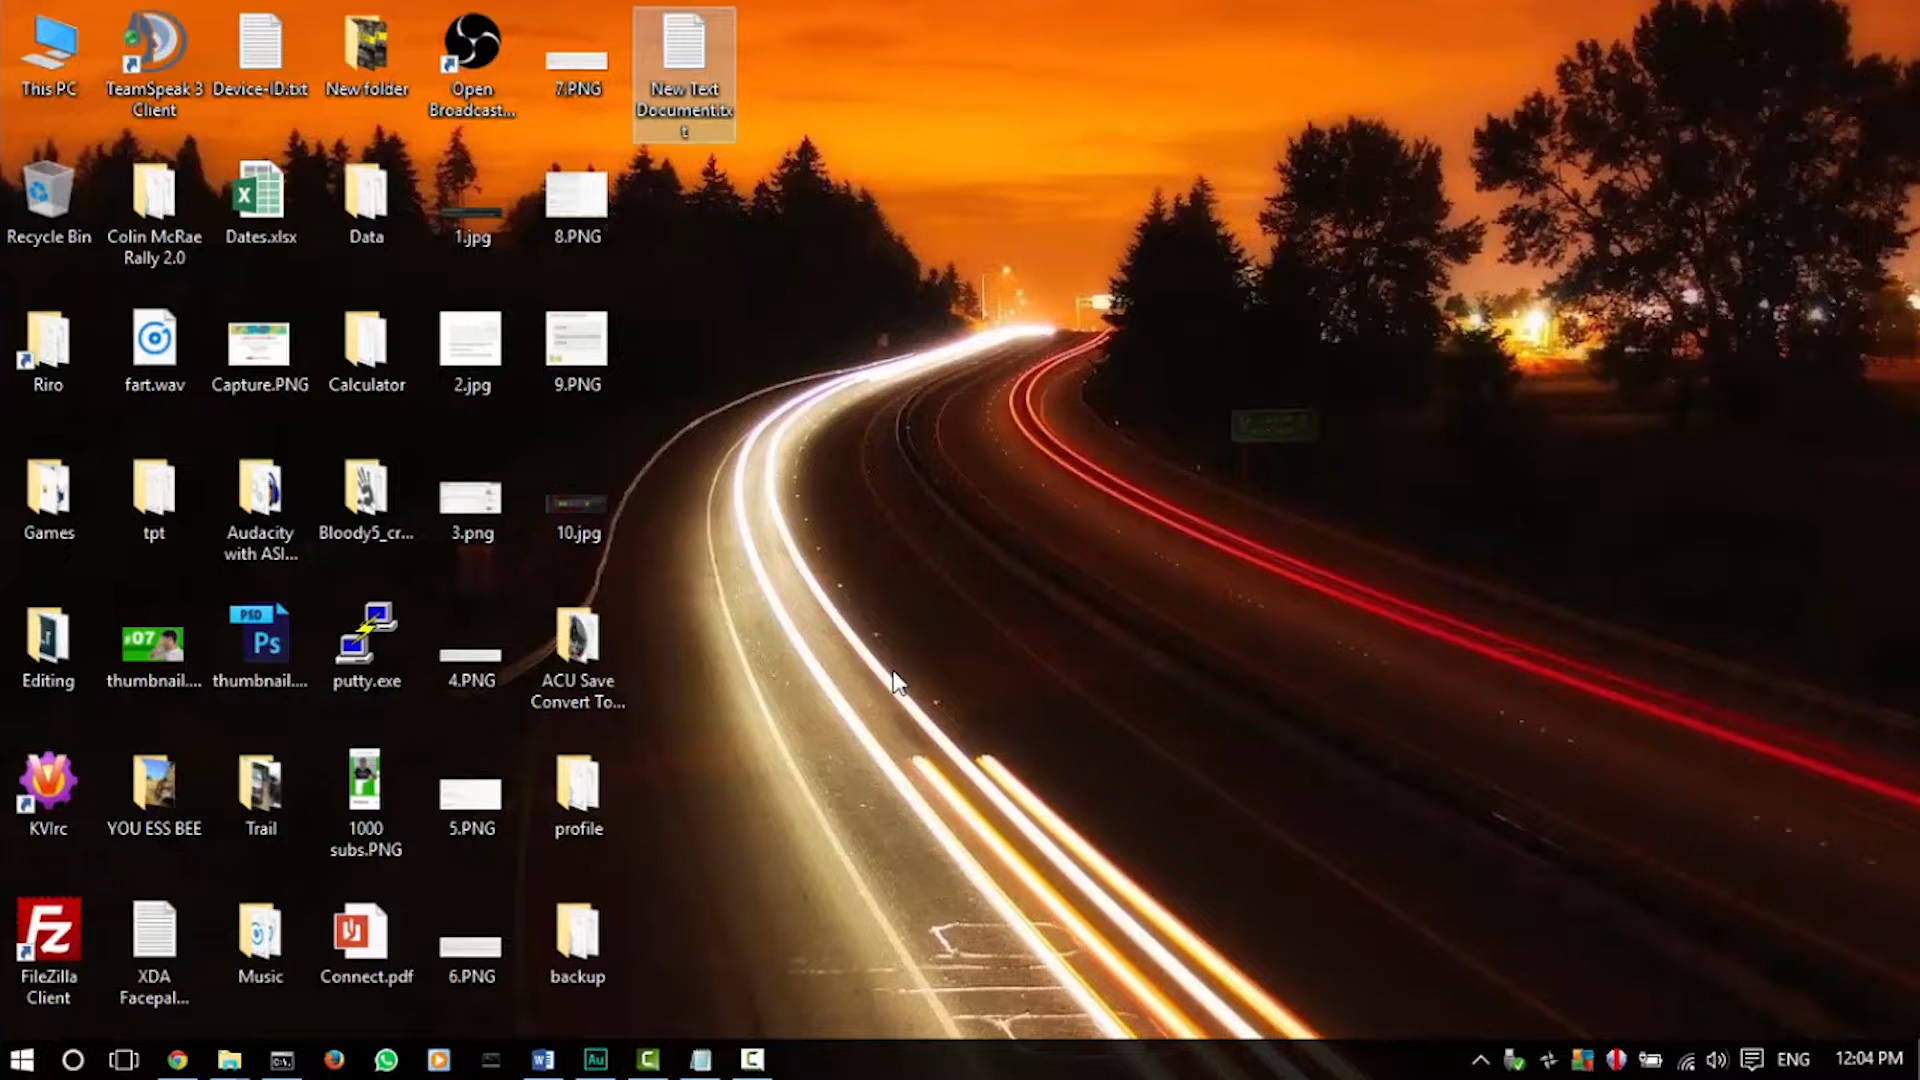 This PC
TeamSpeak 3
Client
Device-ID.txt
New folder
Open
Broadcast...
7.PNG
New Text
Document.tx
t
Recycle Bin
Colin McRae
Rally 2.0
Dates.xlsx
Data
1.jpg
8.PNG
Riro
fart.wav
Capture.PNG
Calculator
2.jpg
9.PNG
Games
tpt
Audacity
with ASI...
Bloody5_cr...
3.png
10.jpg
Editing
#07
thumbnail....
PSD
Ps
thumbnail....
putty.exe
4.PNG
ACU Save
Convert To...
KVIrc
YOU ESS BEE
Trail
1000
subs.PNG
5.PNG
profile
FileZilla
Client
XDA
Facepal...
Music
Connect.pdf
6.PNG
backup
ENG
12:04 PM